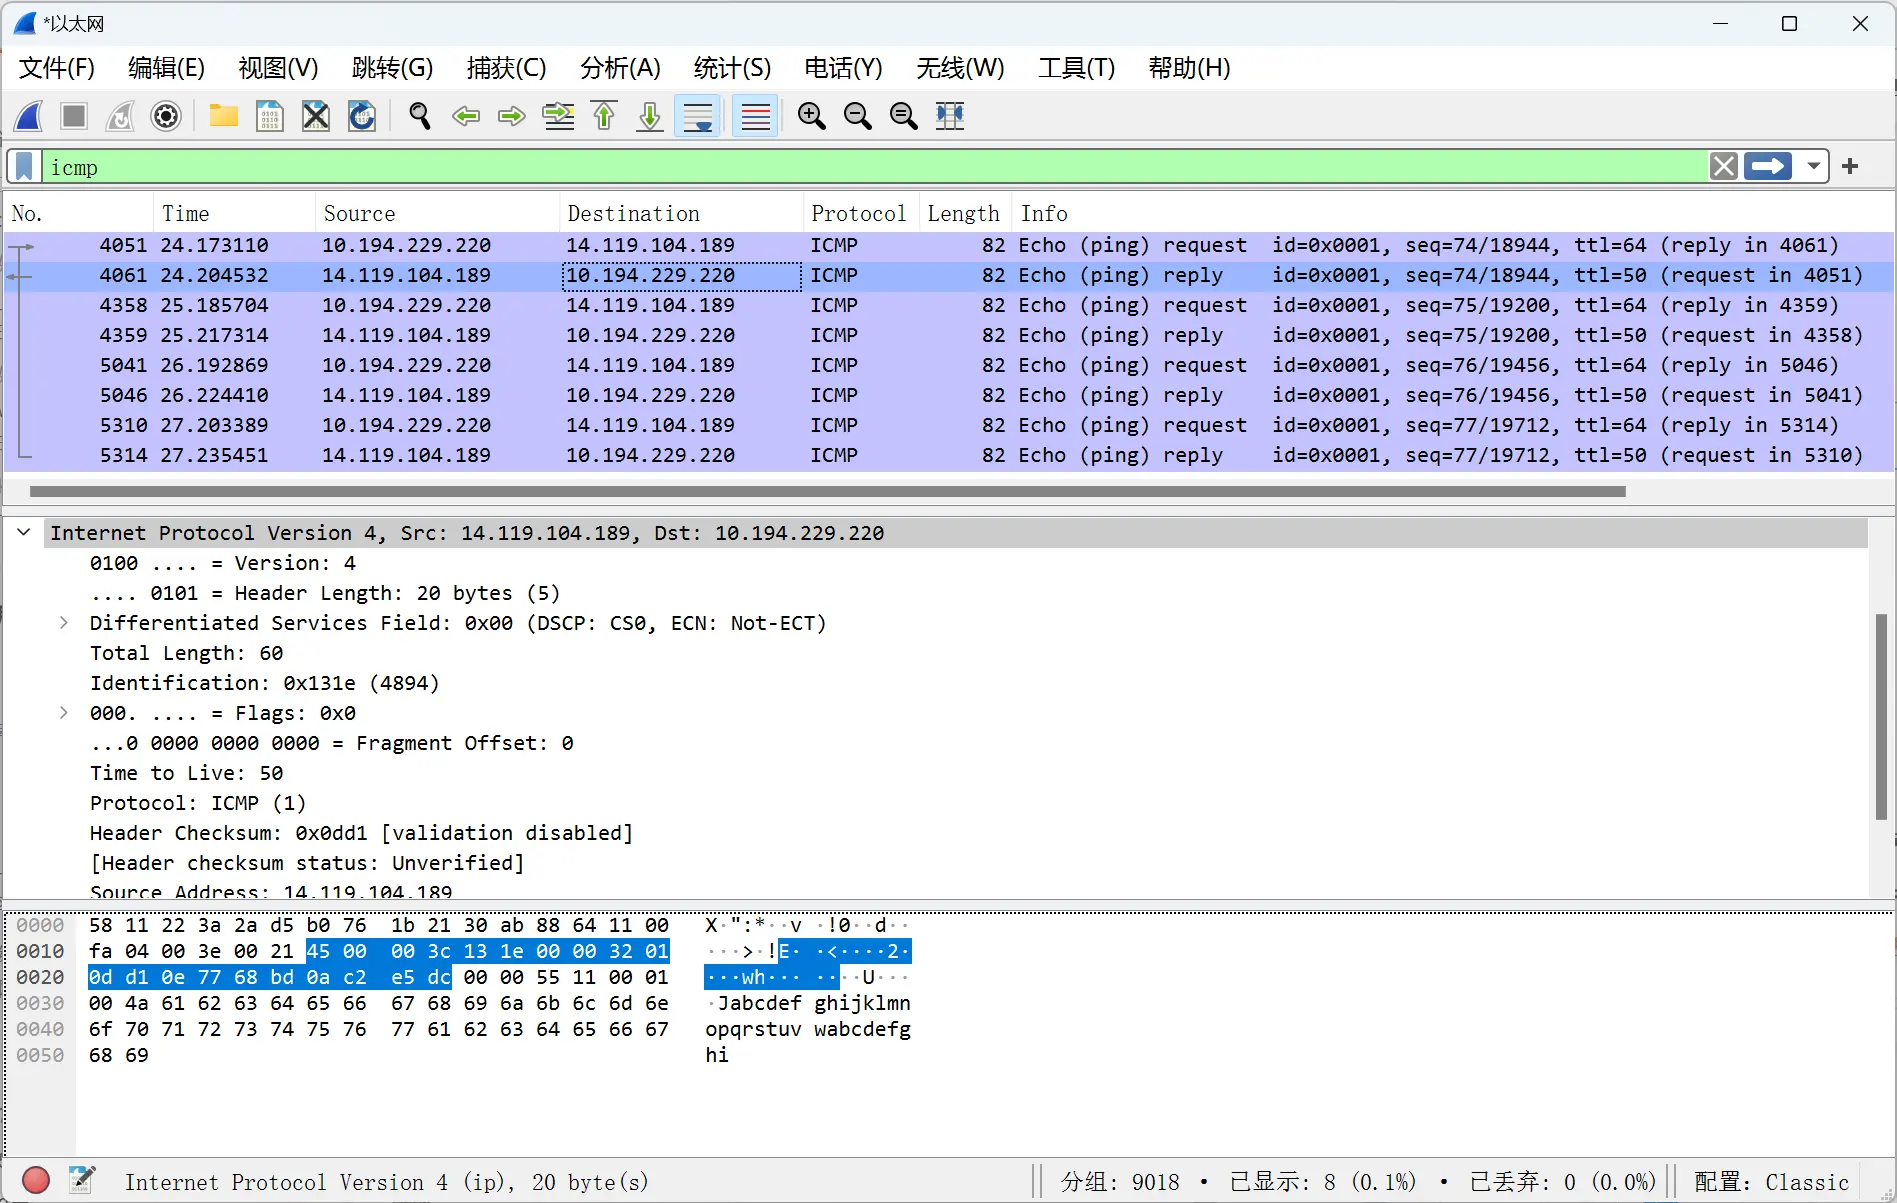 *以太网
文件(F) 编辑(E) 视图(V) 跳转(G) 捕获(C) 分析(A) 统计(S) 电话(Y) 无线(W) 工具(T) 帮助(H)
icmp
No. Time Source Destination Protocol Length Info
4051 24.173110 10.194.229.220 14.119.104.189 ICMP 82 Echo (ping) request id=0x0001, seq=74/18944, ttl=64 (reply in 4061)
4061 24.204532 14.119.104.189 10.194.229.220 ICMP 82 Echo (ping) reply id=0x0001, seq=74/18944, ttl=50 (request in 4051)
4358 25.185704 10.194.229.220 14.119.104.189 ICMP 82 Echo (ping) request id=0x0001, seq=75/19200, ttl=64 (reply in 4359)
4359 25.217314 14.119.104.189 10.194.229.220 ICMP 82 Echo (ping) reply id=0x0001, seq=75/19200, ttl=50 (request in 4358)
5041 26.192869 10.194.229.220 14.119.104.189 ICMP 82 Echo (ping) request id=0x0001, seq=76/19456, ttl=64 (reply in 5046)
5046 26.224410 14.119.104.189 10.194.229.220 ICMP 82 Echo (ping) reply id=0x0001, seq=76/19456, ttl=50 (request in 5041)
5310 27.203389 10.194.229.220 14.119.104.189 ICMP 82 Echo (ping) request id=0x0001, seq=77/19712, ttl=64 (reply in 5314)
5314 27.235451 14.119.104.189 10.194.229.220 ICMP 82 Echo (ping) reply id=0x0001, seq=77/19712, ttl=50 (request in 5310)
Internet Protocol Version 4, Src: 14.119.104.189, Dst: 10.194.229.220
0100 .... = Version: 4
.... 0101 = Header Length: 20 bytes (5)
Differentiated Services Field: 0x00 (DSCP: CS0, ECN: Not-ECT)
Total Length: 60
Identification: 0x131e (4894)
000. .... = Flags: 0x0
...0 0000 0000 0000 = Fragment Offset: 0
Time to Live: 50
Protocol: ICMP (1)
Header Checksum: 0x0dd1 [validation disabled]
[Header checksum status: Unverified]
Source Address: 14.119.104.189
0000 58 11 22 3a 2a d5 b0 76 1b 21 30 ab 88 64 11 00 X·":*··v ·!0··d··
0010 fa 04 00 3e 00 21 45 00 00 3c 13 1e 00 00 32 01 ···>·!E· ·<····2·
0020 0d d1 0e 77 68 bd 0a c2 e5 dc 00 00 55 11 00 01 ···wh··· ····U···
0030 00 4a 61 62 63 64 65 66 67 68 69 6a 6b 6c 6d 6e ·Jabcdef ghijklmn
0040 6f 70 71 72 73 74 75 76 77 61 62 63 64 65 66 67 opqrstuv wabcdefg
0050 68 69 hi
Internet Protocol Version 4 (ip), 20 byte(s) 分组: 9018 · 已显示: 8 (0.1%) · 已丢弃: 0 (0.0%) 配置: Classic